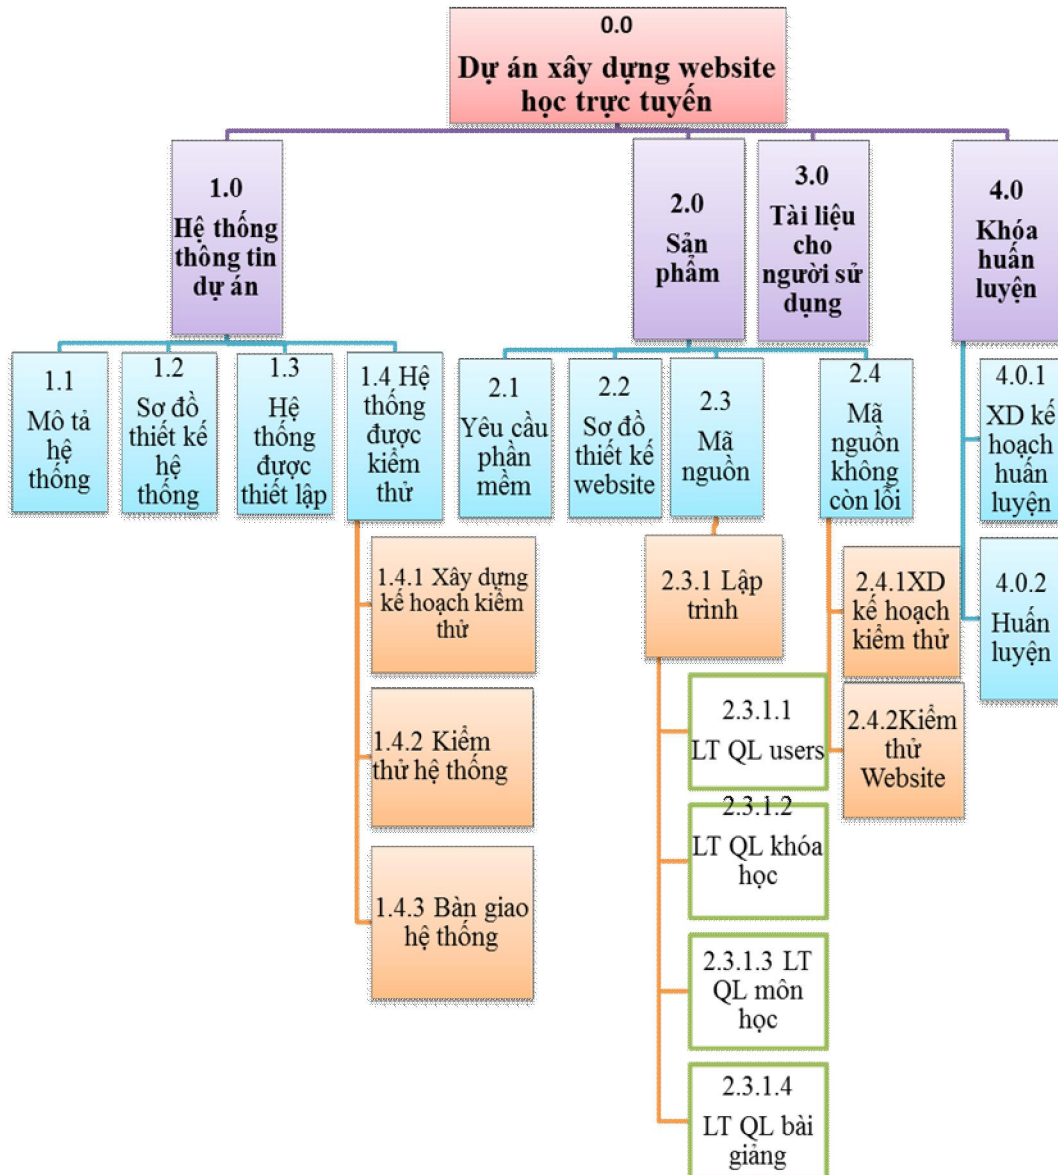 0.0
Dự án xây dựng website
học trực tuyến
1.0
Hệ thống
thông tin
dự án
2.0
Sản
phẩm
3.0
Tài liệu
cho
người sử
dụng
4.0
Khóa
huấn
luyện
1.1
Mô tả
hệ
thống
1.2
Sơ đồ
thiết kế
hệ
thống
1.3
Hệ
thống
được
thiết lập
1.4 Hệ
thống
được
kiểm
thử
2.1
Yêu cầu
phần
mềm
2.2
Sơ đồ
thiết kế
website
2.3
Mã
nguồn
2.4
Mã
nguồn
không
còn lỗi
4.0.1
XD kế
hoạch
huấn
luyện
4.0.2
Huấn
luyện
1.4.1 Xây dựng
kế hoạch kiểm
thử
1.4.2 Kiểm
thử hệ thống
1.4.3 Bàn giao
hệ thống
2.3.1 Lập
trình
2.3.1.1
LT QL users
2.3.1.2
LT QL khóa
học
2.3.1.3 LT
QL môn
học
2.3.1.4
LT QL bài
giảng
2.4.1XD
kế hoạch
kiểm thử
2.4.2Kiểm
thử
Website